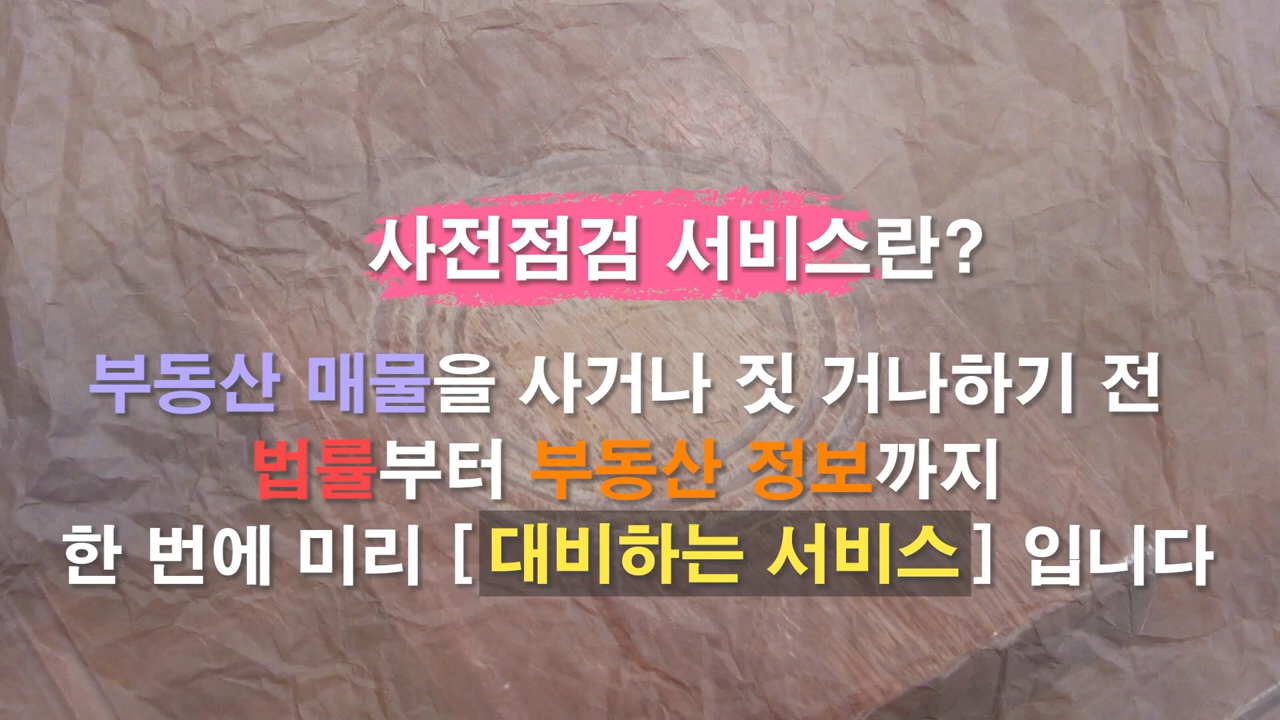 사전점검 서비스란?
부동산 매물을 사거나 짓 거나하기 전
법률부터 부동산 정보까지
한 번에 미리 [대비하는 서비스] 입니다